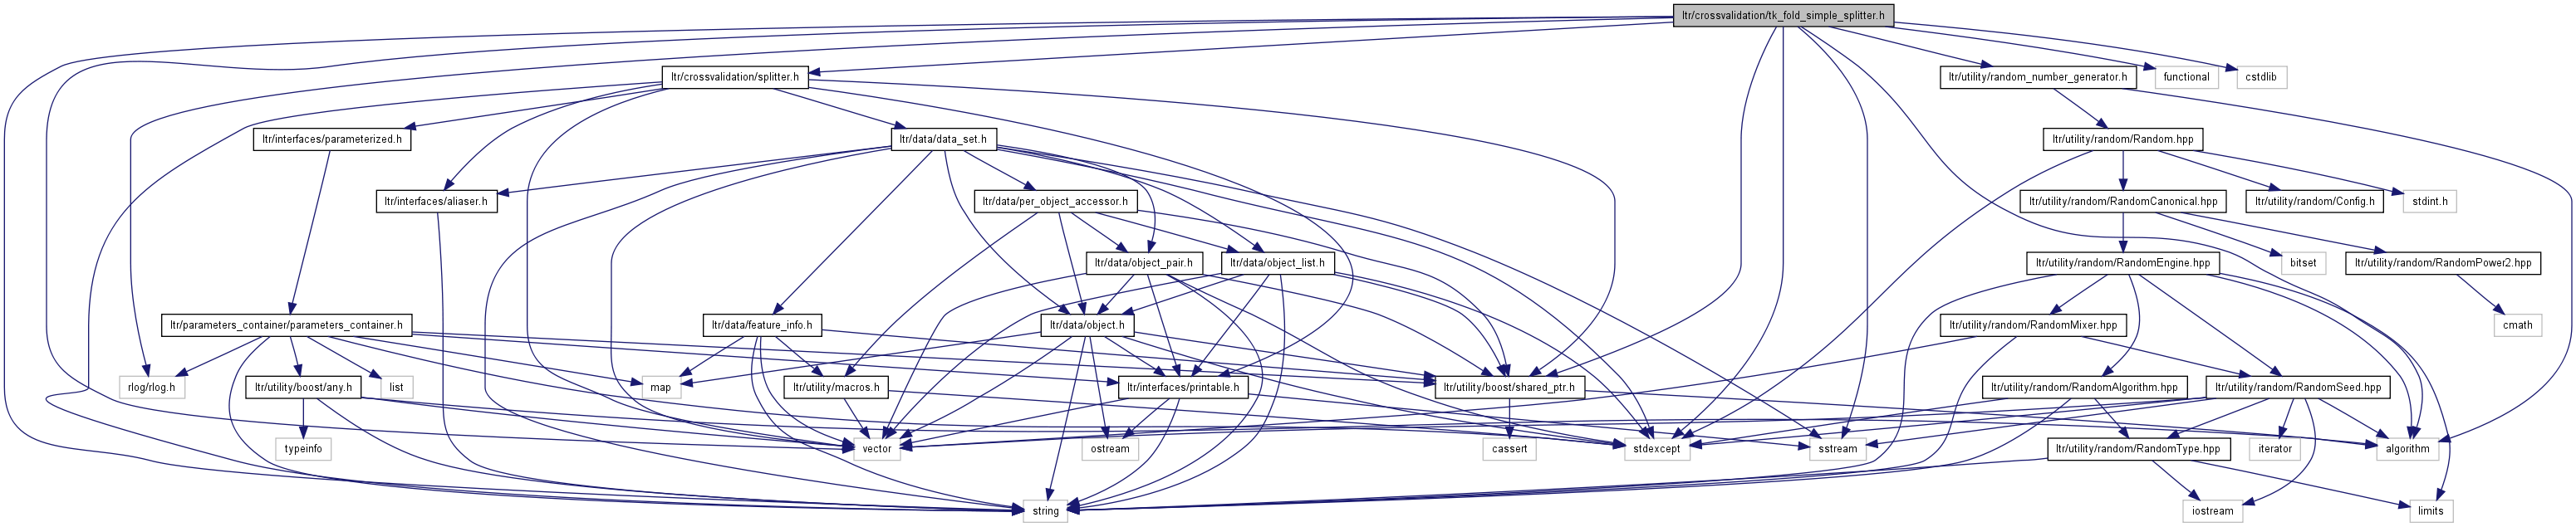 ltr/crossvalidation/tk_fold_simple_splitter.h
ltr/crossvalidation/splitter.h
ltr/utility/random_number_generator.h
functional
cstdlib
ltr/interfaces/parameterized.h
ltr/data/data_set.h
ltr/utility/random/Random.hpp
ltr/interfaces/aliaser.h
ltr/data/per_object_accessor.h
ltr/utility/random/RandomCanonical.hpp
ltr/utility/random/Config.h
stdint.h
ltr/data/object_pair.h
ltr/data/object_list.h
ltr/utility/random/RandomEngine.hpp
bitset
ltr/utility/random/RandomPower2.hpp
ltr/parameters_container/parameters_container.h
ltr/data/feature_info.h
ltr/data/object.h
ltr/utility/random/RandomMixer.hpp
cmath
rlog/rlog.h
ltr/utility/boost/any.h
list
map
ltr/utility/macros.h
ltr/interfaces/printable.h
ltr/utility/boost/shared_ptr.h
ltr/utility/random/RandomAlgorithm.hpp
ltr/utility/random/RandomSeed.hpp
typeinfo
vector
ostream
cassert
stdexcept
sstream
ltr/utility/random/RandomType.hpp
iterator
algorithm
string
iostream
limits